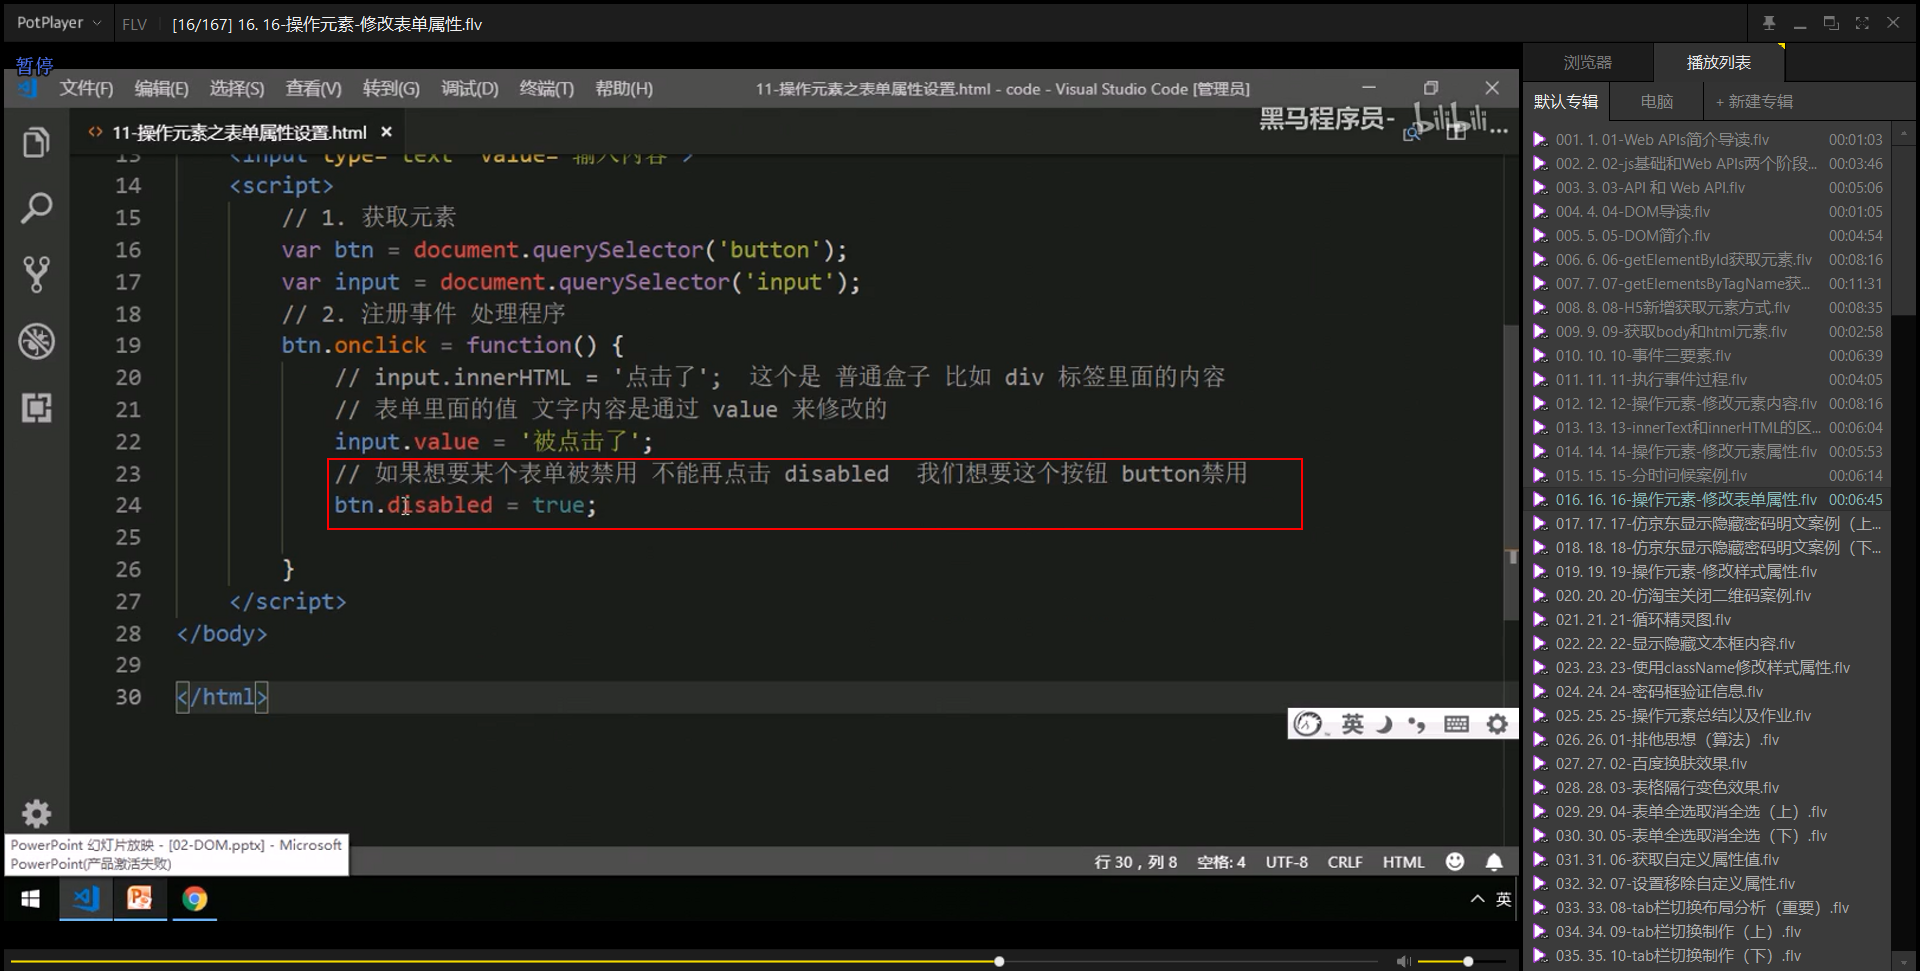 PotPlayer FLV [16/167] 16. 16-操作元素-修改表单属性.flv
暂停
文件(F) 编辑(E) 选择(S) 查看(V) 转到(G) 调试(D) 终端(T) 帮助(H) 11-操作元素之表单属性设置.html - code - Visual Studio Code [管理员]
11-操作元素之表单属性设置.html ×
黑马程序员- bilibili
13 <input type="text" value="输入内容">
14 <script>
15 // 1. 获取元素
16 var btn = document.querySelector('button');
17 var input = document.querySelector('input');
18 // 2. 注册事件 处理程序
19 btn.onclick = function() {
20 // input.innerHTML = '点击了'; 这个是 普通盒子 比如 div 标签里面的内容
21 // 表单里面的值 文字内容是通过 value 来修改的
22 input.value = '被点击了';
23 // 如果想要某个表单被禁用 不能再点击 disabled 我们想要这个按钮 button禁用
24 btn.disabled = true;
25
26 }
27 </script>
28 </body>
29
30 </html>
英
PowerPoint 幻灯片放映 - [02-DOM.pptx] - Microsoft
PowerPoint(产品激活失败)
行 30，列 8 空格: 4 UTF-8 CRLF HTML
英
浏览器 播放列表
默认专辑 电脑 + 新建专辑
001. 1. 01-Web APIs简介导读.flv 00:01:03
002. 2. 02-js基础和Web APIs两个阶段... 00:03:46
003. 3. 03-API 和 Web API.flv 00:05:06
004. 4. 04-DOM导读.flv 00:01:05
005. 5. 05-DOM简介.flv 00:04:54
006. 6. 06-getElementById获取元素.flv 00:08:16
007. 7. 07-getElementsByTagName获... 00:11:31
008. 8. 08-H5新增获取元素方式.flv 00:08:35
009. 9. 09-获取body和html元素.flv 00:02:58
010. 10. 10-事件三要素.flv 00:06:39
011. 11. 11-执行事件过程.flv 00:04:05
012. 12. 12-操作元素-修改元素内容.flv 00:08:16
013. 13. 13-innerText和innerHTML的区... 00:06:04
014. 14. 14-操作元素-修改元素属性.flv 00:05:53
015. 15. 15-分时问候案例.flv 00:06:14
016. 16. 16-操作元素-修改表单属性.flv 00:06:45
017. 17. 17-仿京东显示隐藏密码明文案例（上...
018. 18. 18-仿京东显示隐藏密码明文案例（下...
019. 19. 19-操作元素-修改样式属性.flv
020. 20. 20-仿淘宝关闭二维码案例.flv
021. 21. 21-循环精灵图.flv
022. 22. 22-显示隐藏文本框内容.flv
023. 23. 23-使用className修改样式属性.flv
024. 24. 24-密码框验证信息.flv
025. 25. 25-操作元素总结以及作业.flv
026. 26. 01-排他思想（算法）.flv
027. 27. 02-百度换肤效果.flv
028. 28. 03-表格隔行变色效果.flv
029. 29. 04-表单全选取消全选（上）.flv
030. 30. 05-表单全选取消全选（下）.flv
031. 31. 06-获取自定义属性值.flv
032. 32. 07-设置移除自定义属性.flv
033. 33. 08-tab栏切换布局分析（重要）.flv
034. 34. 09-tab栏切换制作（上）.flv
035. 35. 10-tab栏切换制作（下）.flv